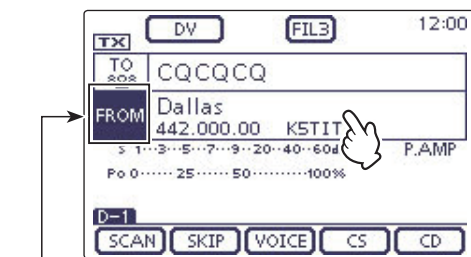 DV FIL3 12:00
TX
TO CQCQCQ
FROM Dallas
442.000.00 K5TIT
S 1··3··5··7··9··20··40··60d P.AMP
Po 0······25······50··········100%
D-1
SCAN SKIP VOICE CS CD